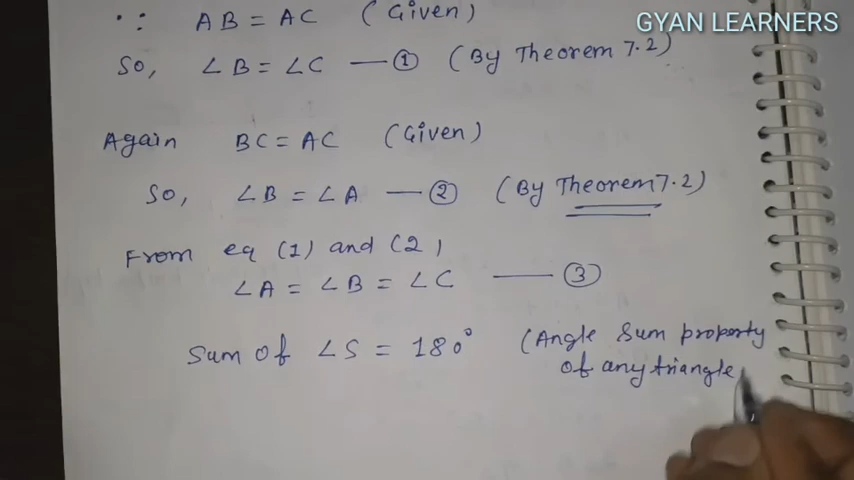 ∵ AB = AC (Given)
GYAN LEARNERS
So, ∠B = ∠C — ① (By Theorem 7.2)
Again BC = AC (Given)
So, ∠B = ∠A — ② (By Theorem 7.2)
From eq (1) and (2)
∠A = ∠B = ∠C — ③
Sum of ∠S = 180° (Angle Sum property
of any triangle